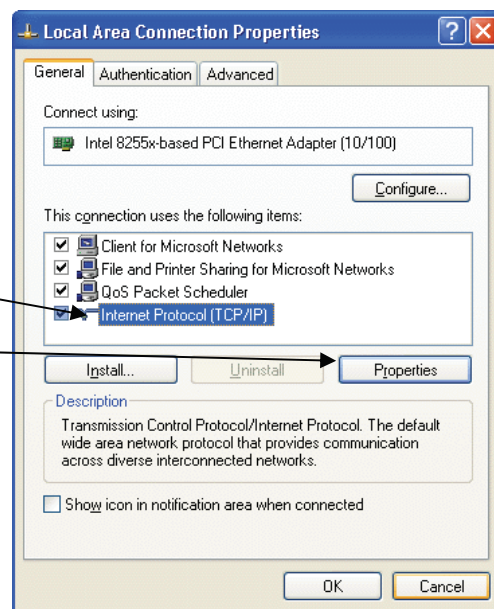 Local Area Connection Properties
General Authentication Advanced
Connect using:
Intel 8255x-based PCI Ethernet Adapter (10/100)
Configure...
This connection uses the following items:
Client for Microsoft Networks
File and Printer Sharing for Microsoft Networks
QoS Packet Scheduler
Internet Protocol (TCP/IP)
Install... Uninstall Properties
Description
Transmission Control Protocol/Internet Protocol. The default
wide area network protocol that provides communication
across diverse interconnected networks.
Show icon in notification area when connected
OK Cancel